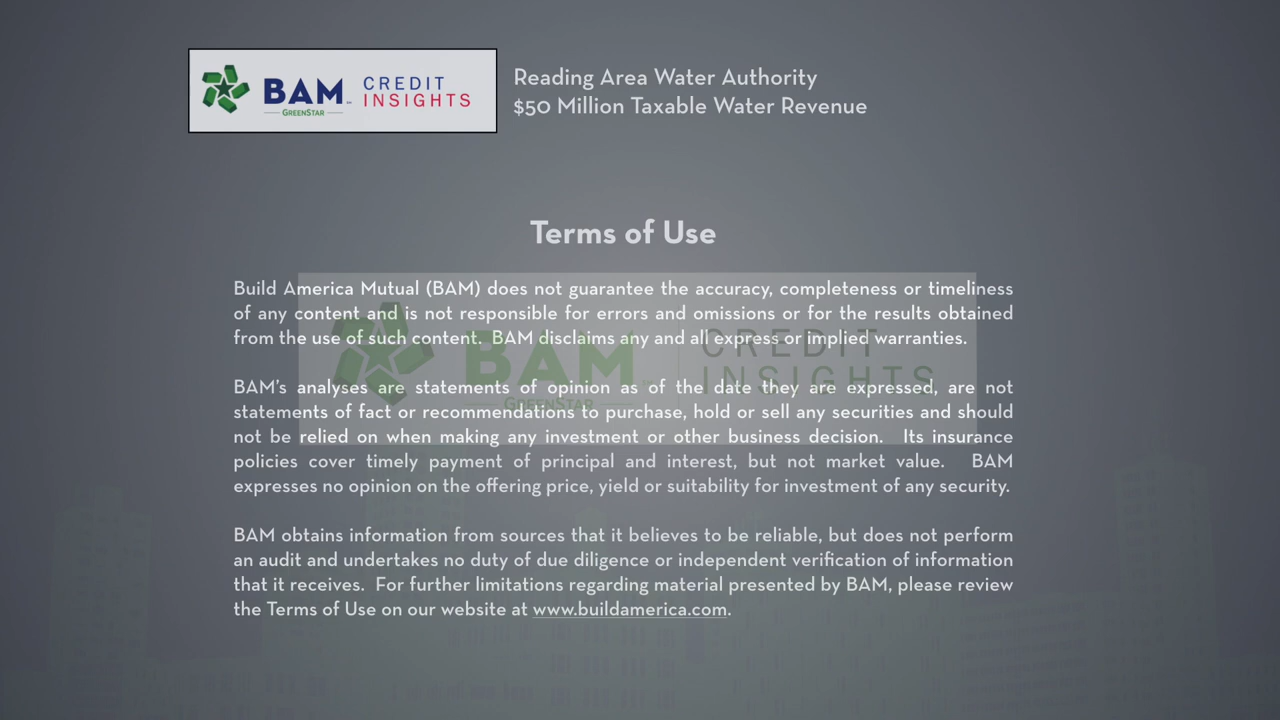 BAM CREDIT INSIGHTS
GREENSTAR
Reading Area Water Authority
$50 Million Taxable Water Revenue
Terms of Use
Build America Mutual (BAM) does not guarantee the accuracy, completeness or timeliness
of any content and is not responsible for errors and omissions or for the results obtained
from the use of such content. BAM disclaims any and all express or implied warranties.
BAM CREDIT INSIGHTS
GREENSTAR
BAM's analyses are statements of opinion as of the date they are expressed, are not
statements of fact or recommendations to purchase, hold or sell any securities and should
not be relied on when making any investment or other business decision. Its insurance
policies cover timely payment of principal and interest, but not market value. BAM
expresses no opinion on the offering price, yield or suitability for investment of any security.
BAM obtains information from sources that it believes to be reliable, but does not perform
an audit and undertakes no duty of due diligence or independent verification of information
that it receives. For further limitations regarding material presented by BAM, please review
the Terms of Use on our website at www.buildamerica.com.